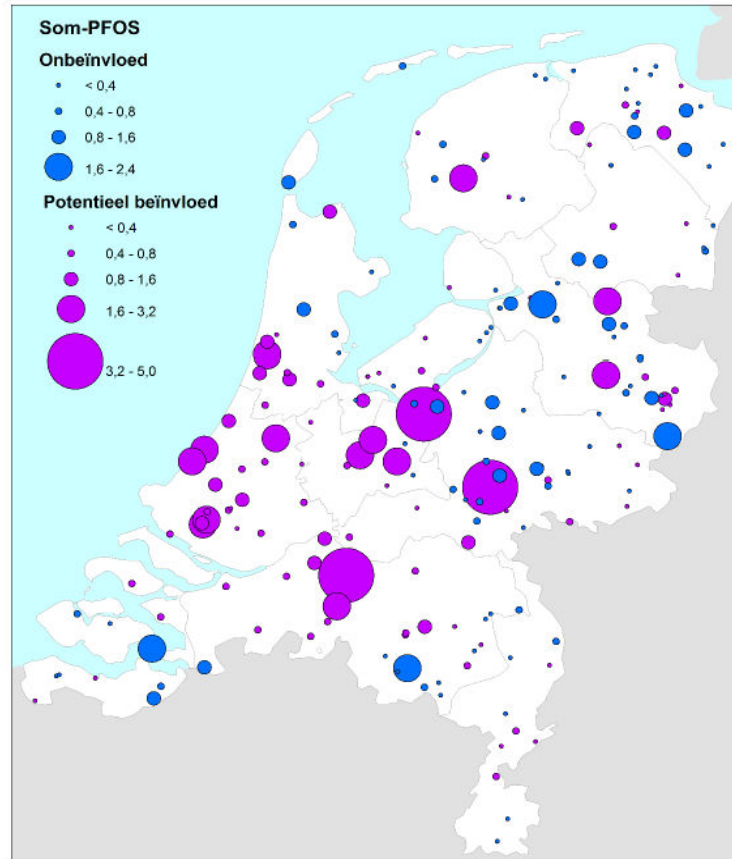 Som-PFOS
Onbeïnvloed
< 0,4
0,4 - 0,8
0,8 - 1,6
1,6 - 2,4
Potentieel beïnvloed
< 0,4
0,4 - 0,8
0,8 - 1,6
1,6 - 3,2
3,2 - 5,0